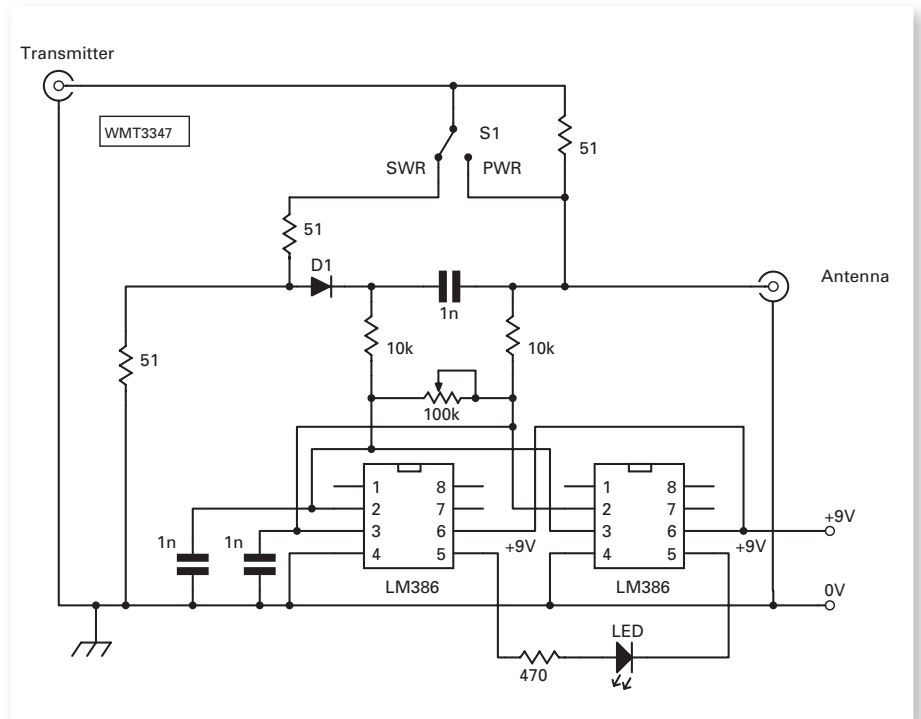 Transmitter
WMT3347
S1
SWR
PWR
51
51
D1
Antenna
1n
51
10k
10k
100k
1
8
1
8
2
7
2
7
3
6
3
6
+9V
1n
1n
+9V
+9V
4
5
4
5
LM386
LM386
0V
LED
470